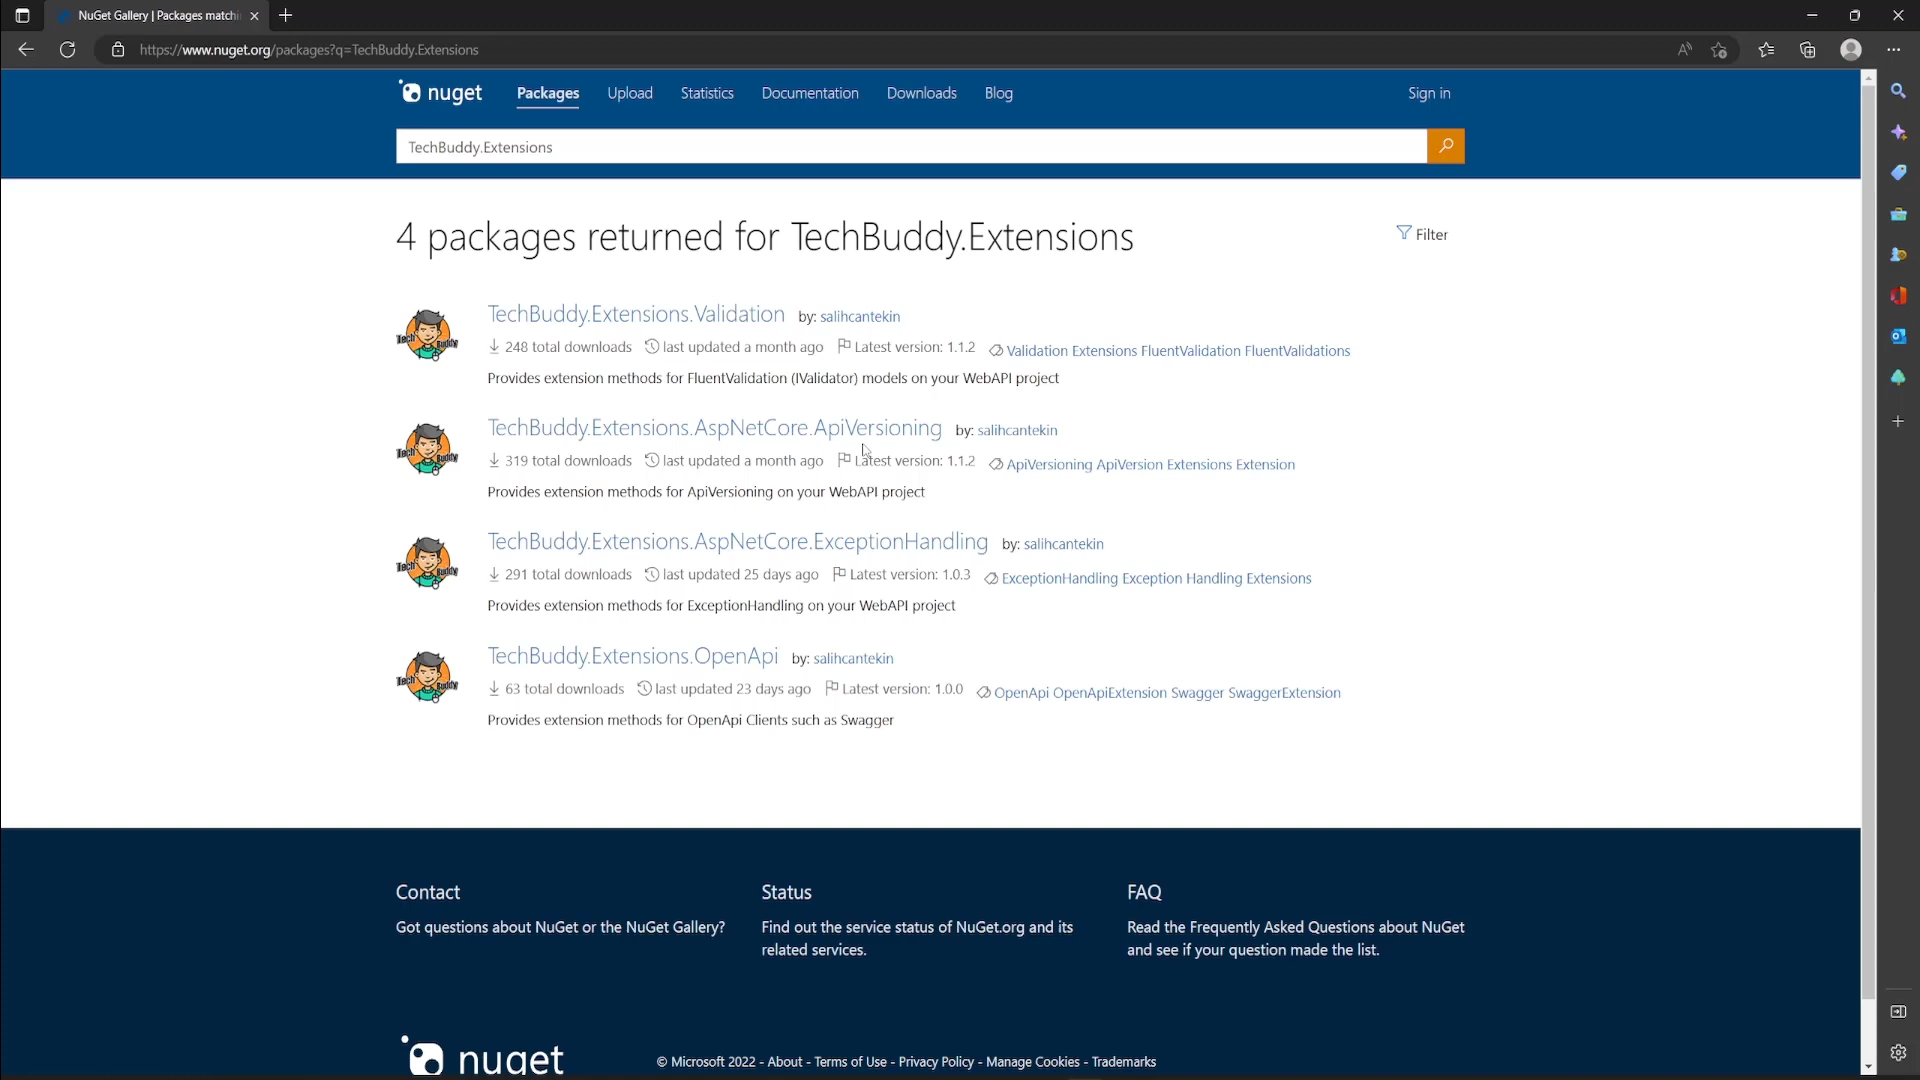 NuGet Gallery | Packages matchi
https://www.nuget.org/packages?q=TechBuddy.Extensions
nuget Packages Upload Statistics Documentation Downloads Blog Sign in
TechBuddy.Extensions
4 packages returned for TechBuddy.Extensions
Filter
Tech Buddy
TechBuddy.Extensions.Validation by: salihcantekin
248 total downloads last updated a month ago Latest version: 1.1.2 Validation Extensions FluentValidation FluentValidations
Provides extension methods for FluentValidation (IValidator) models on your WebAPI project
Tech Buddy
TechBuddy.Extensions.AspNetCore.ApiVersioning by: salihcantekin
319 total downloads last updated a month ago Latest version: 1.1.2 ApiVersioning ApiVersion Extensions Extension
Provides extension methods for ApiVersioning on your WebAPI project
Tech Buddy
TechBuddy.Extensions.AspNetCore.ExceptionHandling by: salihcantekin
291 total downloads last updated 25 days ago Latest version: 1.0.3 ExceptionHandling Exception Handling Extensions
Provides extension methods for ExceptionHandling on your WebAPI project
Tech Buddy
TechBuddy.Extensions.OpenApi by: salihcantekin
63 total downloads last updated 23 days ago Latest version: 1.0.0 OpenApi OpenApiExtension Swagger SwaggerExtension
Provides extension methods for OpenApi Clients such as Swagger
Contact
Got questions about NuGet or the NuGet Gallery?
Status
Find out the service status of NuGet.org and its
related services.
FAQ
Read the Frequently Asked Questions about NuGet
and see if your question made the list.
nuget
© Microsoft 2022 - About - Terms of Use - Privacy Policy - Manage Cookies - Trademarks